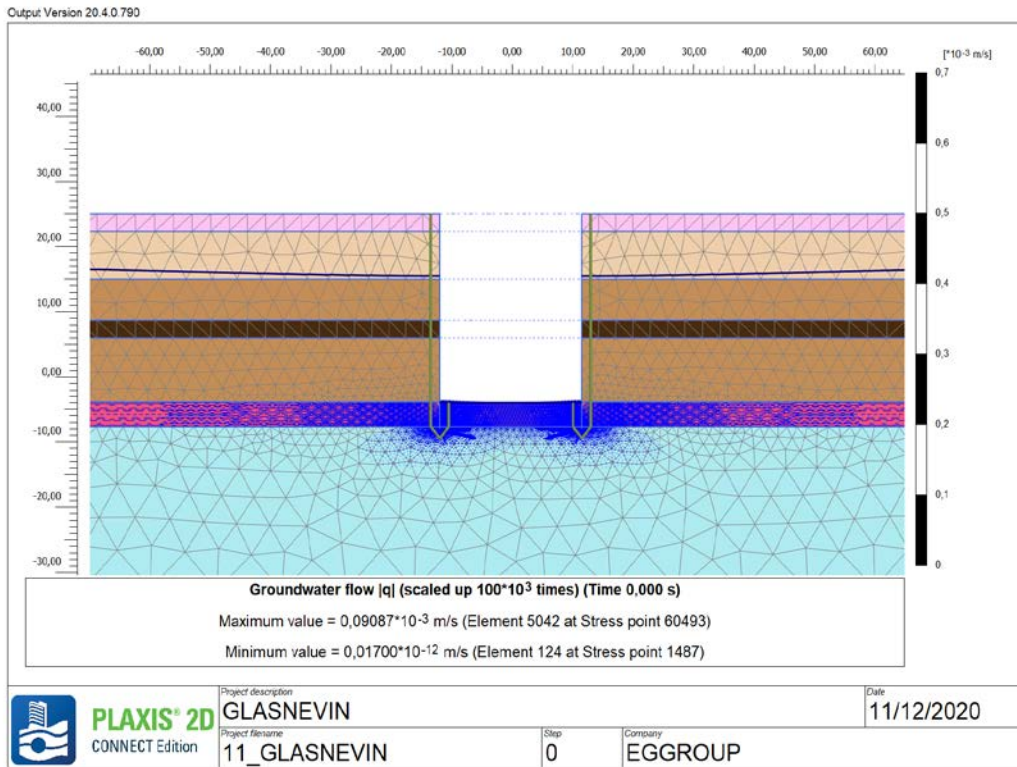 Output Version 20.4.0.790
-60,00 -50,00 -40,00 -30,00 -20,00 -10,00 0,00 10,00 20,00 30,00 40,00 50,00 60,00
[*10-3 m/s]
40,00
30,00
20,00
10,00
0,00
-10,00
-20,00
-30,00
0,7
0,6
0,5
0,4
0,3
0,2
0,1
0
Groundwater flow |q| (scaled up 100*103 times) (Time 0,000 s)
Maximum value = 0,09087*10-3 m/s (Element 5042 at Stress point 60493)
Minimum value = 0,01700*10-12 m/s (Element 124 at Stress point 1487)
PLAXIS® 2D
CONNECT Edition
Project description
GLASNEVIN
Date
11/12/2020
Project filename
11_GLASNEVIN
Step
0
Company
EGGROUP